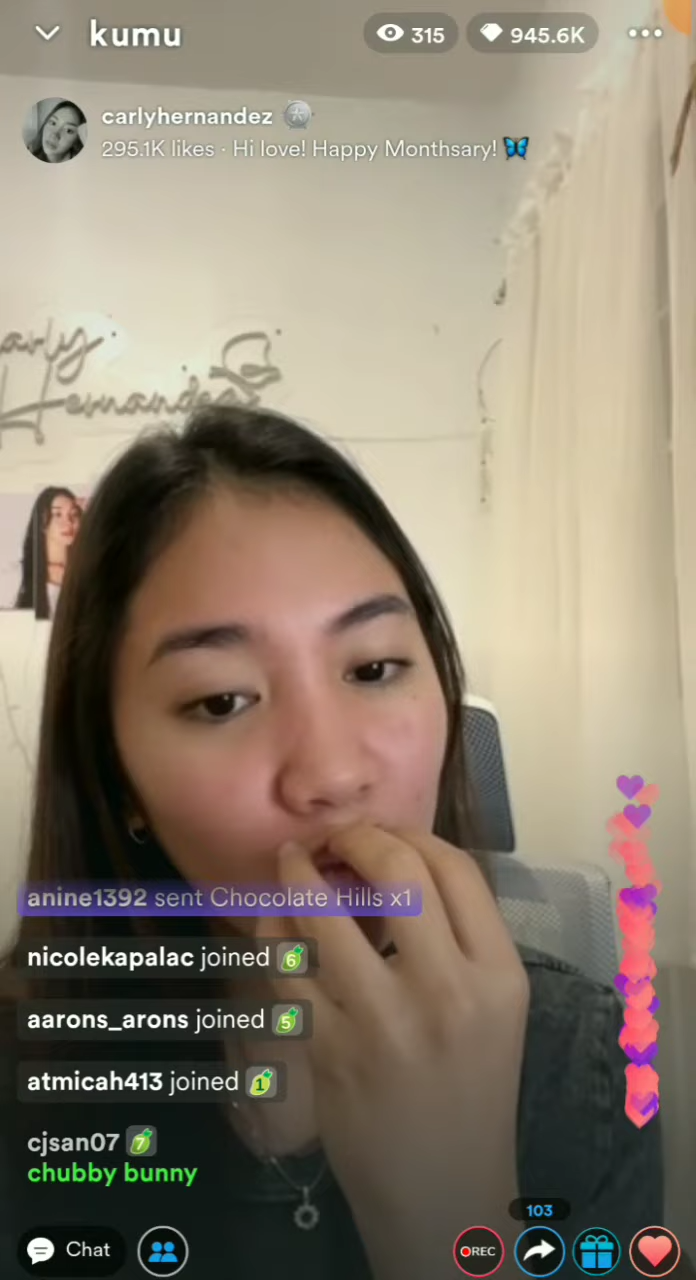 kumu
315
945.6K
carlyhernandez
295.1K likes · Hi love! Happy Monthsary! 🦋
Hernandez
anine1392 sent Chocolate Hills x1
nicolekapalac joined 6
aarons_arons joined 5
atmicah413 joined 1
cjsan07 7
chubby bunny
103
Chat
REC